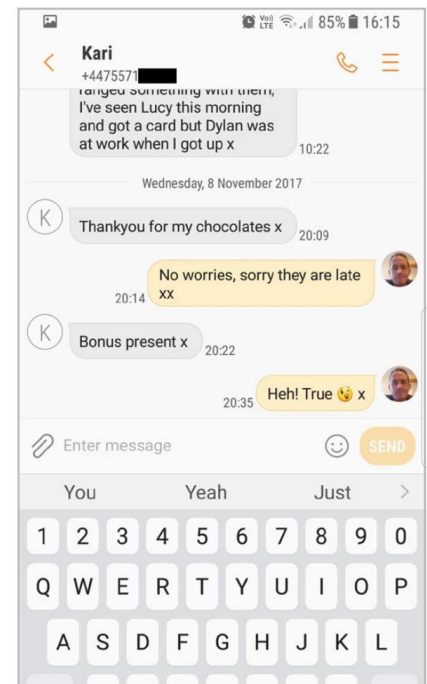 85% 16:15
Kari
+4475571
ranged something with them,
I've seen Lucy this morning
and got a card but Dylan was
at work when I got up x
10:22
Wednesday, 8 November 2017
K
Thankyou for my chocolates x
20:09
No worries, sorry they are late
xx
20:14
K
Bonus present x
20:22
Heh! True 😘 x
20:35
Enter message
SEND
You Yeah Just
1 2 3 4 5 6 7 8 9 0
Q W E R T Y U I O P
A S D F G H J K L